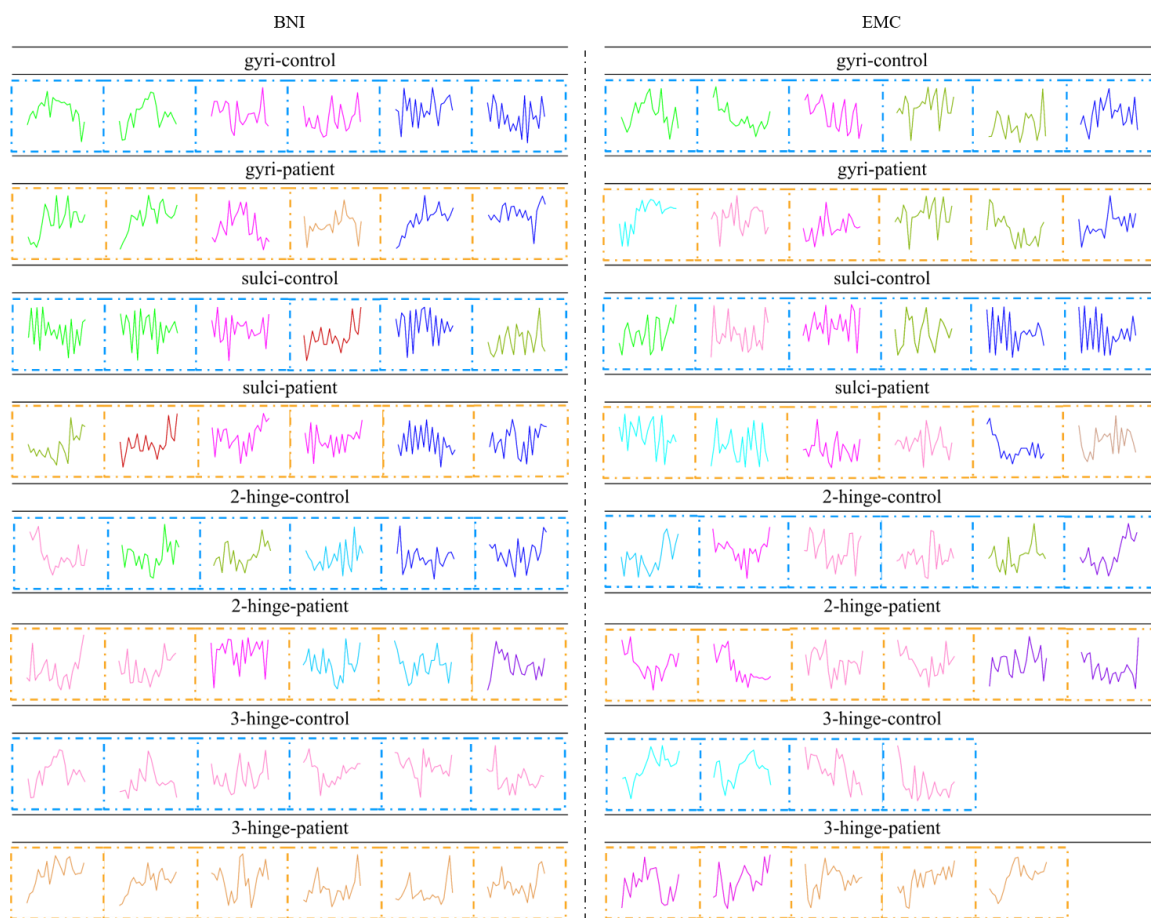 BNI
gyri-control
gyri-patient
sulci-control
sulci-patient
2-hinge-control
2-hinge-patient
3-hinge-control
3-hinge-patient
EMC
gyri-control
gyri-patient
sulci-control
sulci-patient
2-hinge-control
2-hinge-patient
3-hinge-control
3-hinge-patient